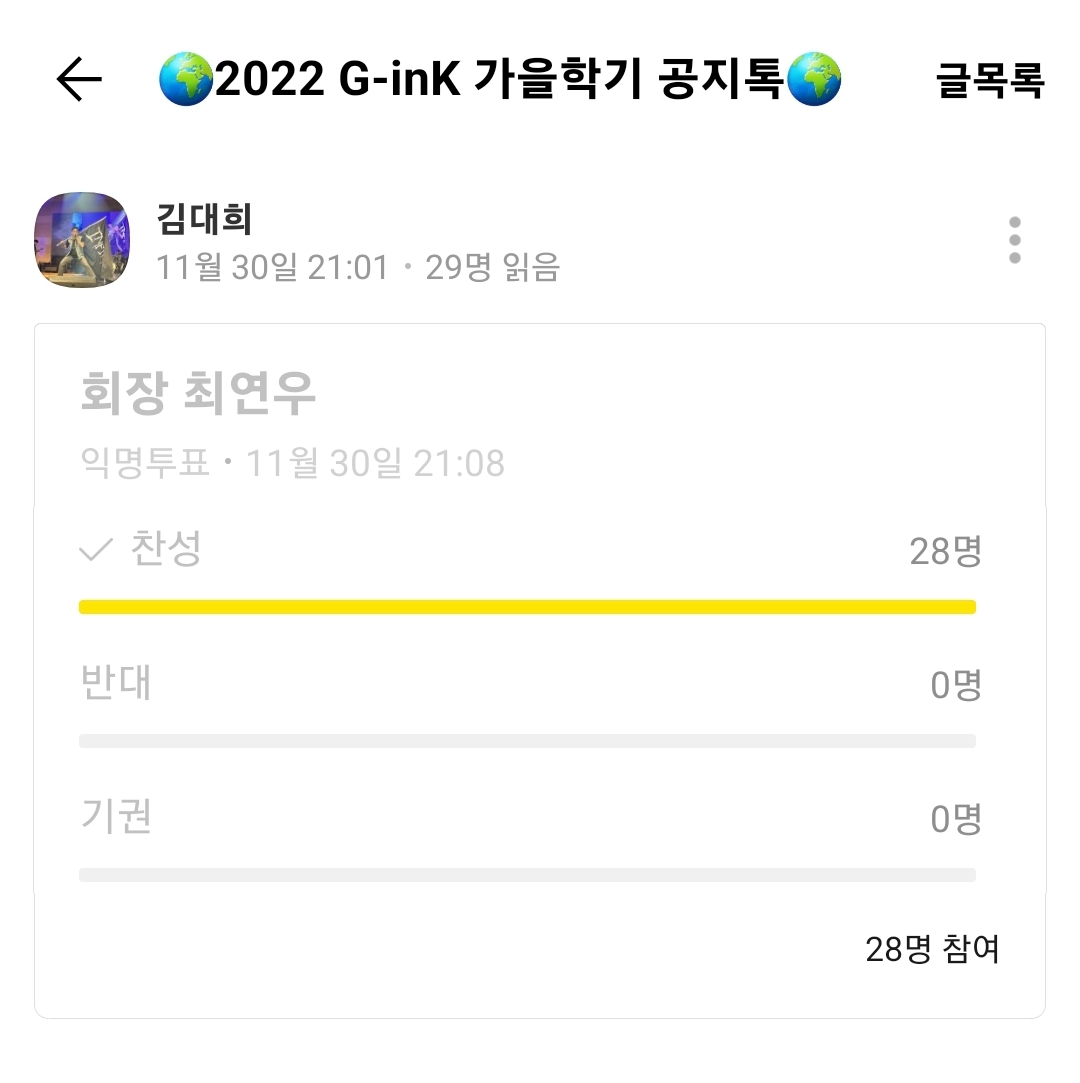 🌍2022 G-inK 가을학기 공지톡🌍
글목록
김대희
11월 30일 21:01 · 29명 읽음
회장 최연우
익명투표 · 11월 30일 21:08
찬성 28명
반대 0명
기권 0명
28명 참여